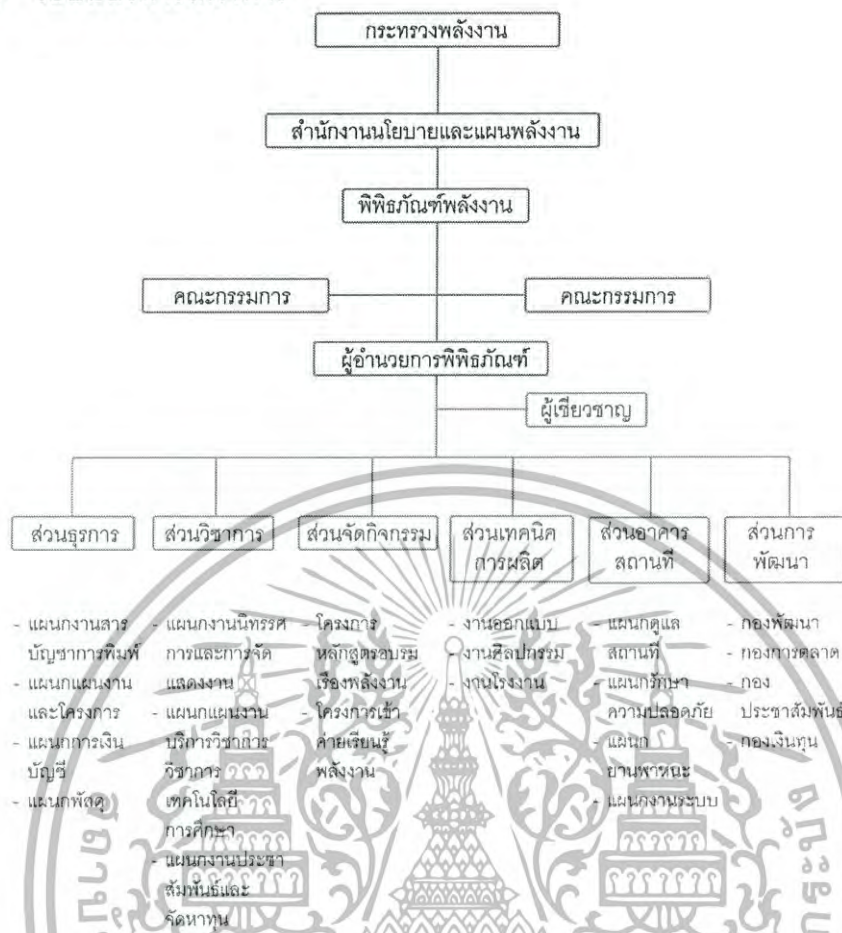 กระทรวงพลังงาน
สำนักงานนโยบายและแผนพลังงาน
พิพิธภัณฑ์พลังงาน
คณะกรรมการ
คณะกรรมการ
ผู้อำนวยการพิพิธภัณฑ์
ผู้เชี่ยวชาญ
ส่วนธุรการ
ส่วนวิชาการ
ส่วนจัดกิจกรรม
ส่วนเทคนิค
การผลิต
ส่วนอาคาร
สถานที่
ส่วนการ
พัฒนา
- แผนกงานสาร
บัญชาการพิมพ์
- แผนกแผนงาน
และโครงการ
- แผนกการเงิน
บัญชี
- แผนกพัสดุ
- แผนกงานนิทรรศ
การและการจัด
แสดงงาน
- แผนกแผนงาน
บริการวิชาการ
วิชาการ
เทคโนโลยี
การศึกษา
- แผนกงานประชา
สัมพันธ์และ
จัดหาทุน
- โครงการ
หลักสูตรอบรม
เรื่องพลังงาน
- โครงการเข้า
ค่ายเรียนรู้
พลังงาน
- งานออกแบบ
- งานศิลปกรรม
- งานโรงงาน
- แผนกดูแล
สถานที่
- แผนกรักษา
ความปลอดภัย
- แผนก
ยานพาหนะ
- แผนกงานระบบ
- กองพัฒนา
- กองการตลาด
- กอง
ประชาสัมพันธ์
- กองเงินทุน